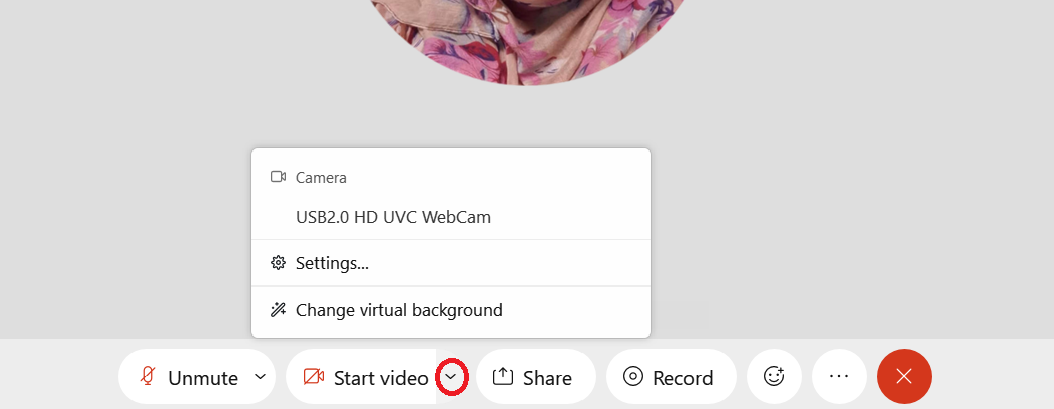 Camera
USB2.0 HD UVC WebCam
Settings...
Change virtual background
Unmute
Start video
Share
Record